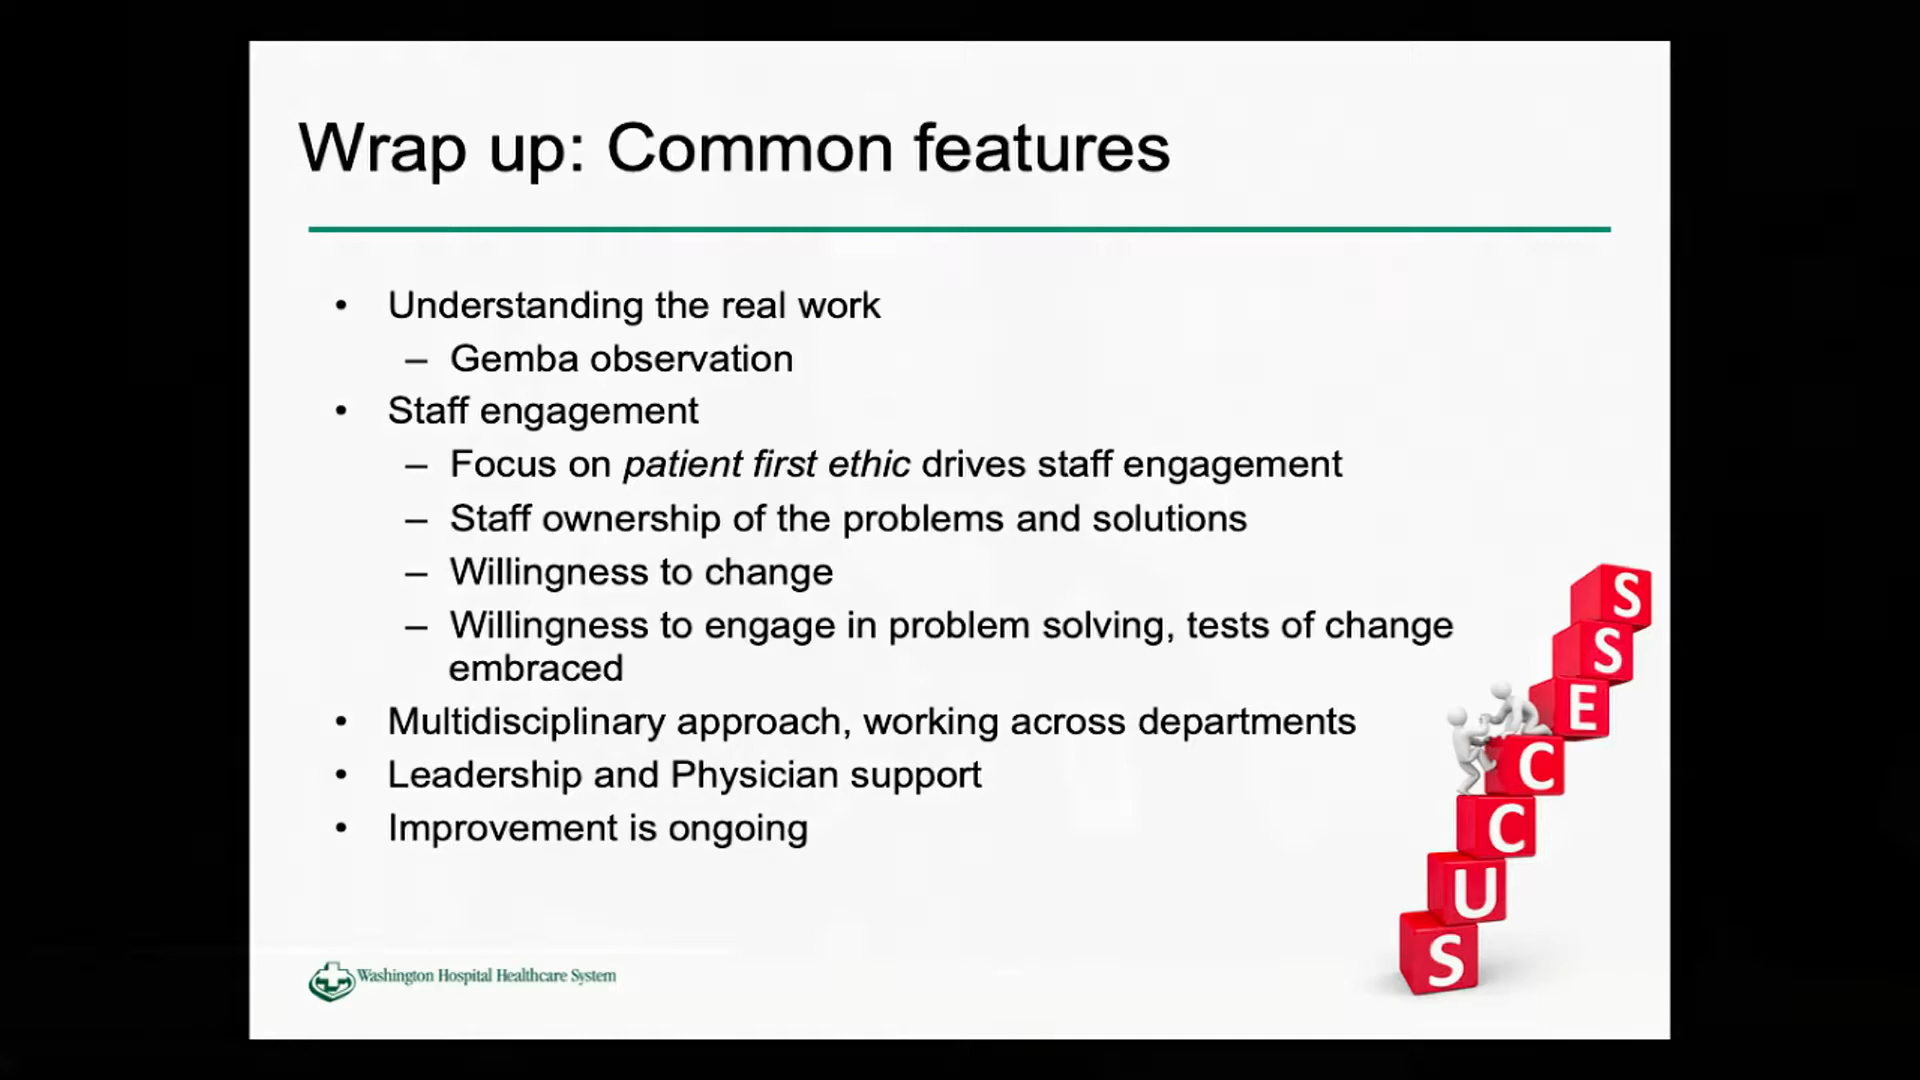 Wrap up: Common features
• Understanding the real work
– Gemba observation
• Staff engagement
– Focus on patient first ethic drives staff engagement
– Staff ownership of the problems and solutions
– Willingness to change
– Willingness to engage in problem solving, tests of change
embraced
• Multidisciplinary approach, working across departments
• Leadership and Physician support
• Improvement is ongoing
S
S
E
C
C
U
S
Washington Hospital Healthcare System